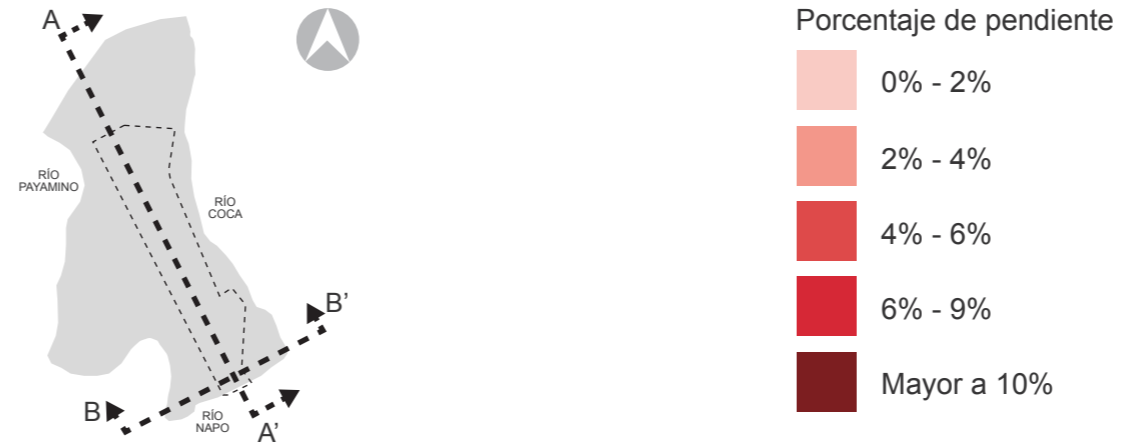 A
RÍO
PAYAMINO
RÍO
COCA
B'
B
RÍO
NAPO
A'
Porcentaje de pendiente
0% - 2%
2% - 4%
4% - 6%
6% - 9%
Mayor a 10%